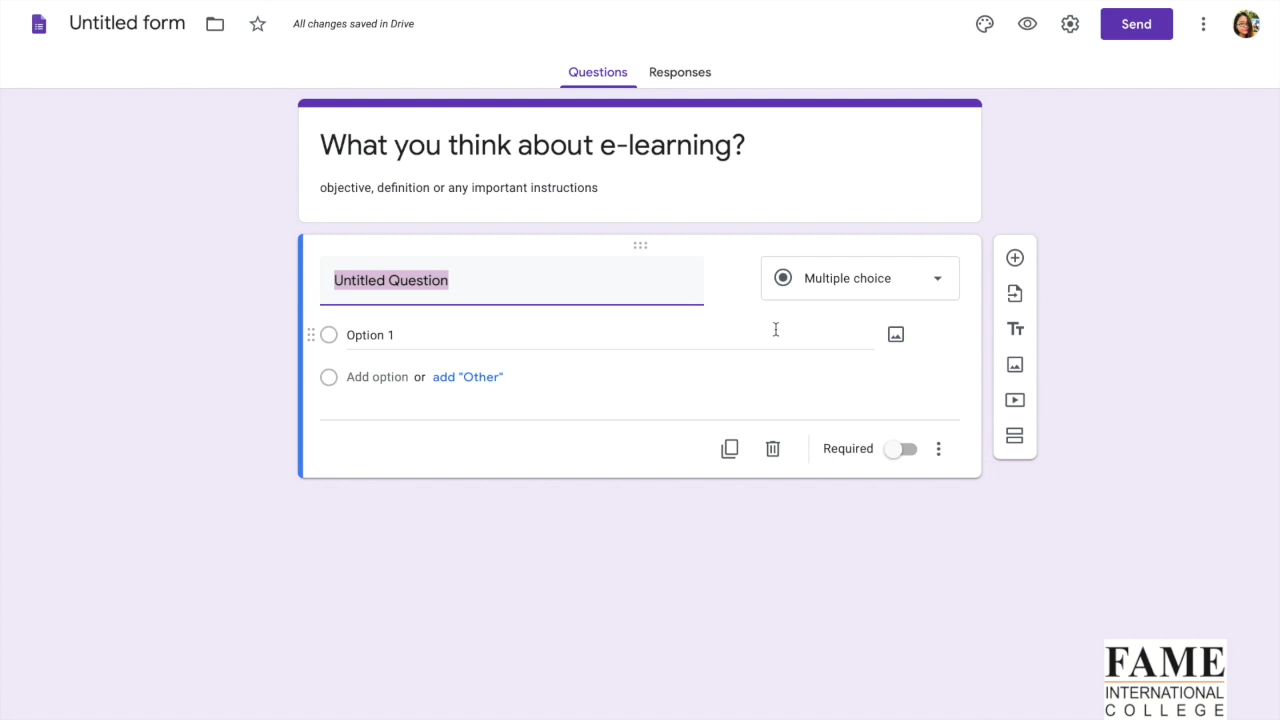 Untitled form
All changes saved in Drive
Send
Questions
Responses
What you think about e-learning?
objective, definition or any important instructions
Untitled Question
Multiple choice
Option 1
Add option or add "Other"
Required
Tт
FAME
INTERNATIONAL
COLLEGE